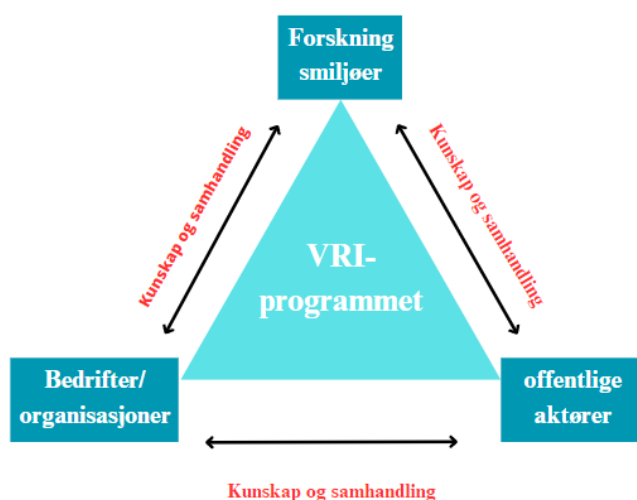 Forskning
smiljøer
Kunskap og samhandling
Kunskap og samhandling
VRI-
programmet
Bedrifter/
organisasjoner
offentlige
aktører
Kunskap og samhandling